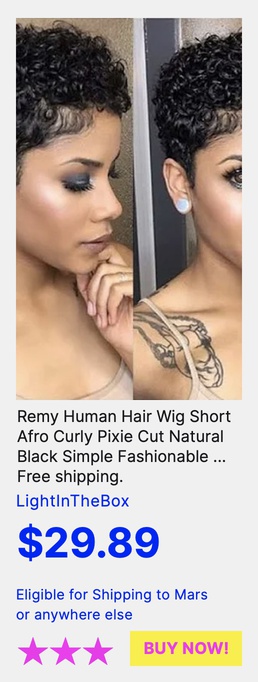 Remy Human Hair Wig Short
Afro Curly Pixie Cut Natural
Black Simple Fashionable ...
Free shipping.
LightInTheBox
$29.89
Eligible for Shipping to Mars
or anywhere else
BUY NOW!